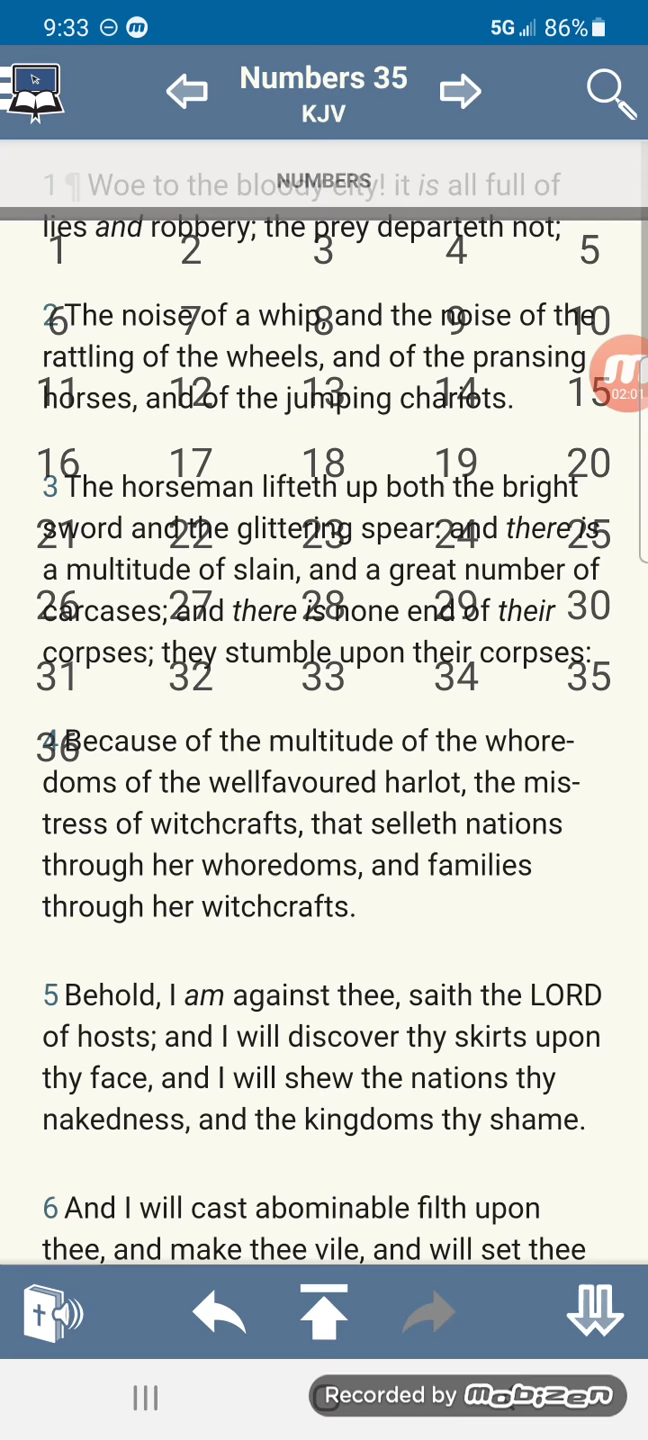 9:33 m 5G 86%
Numbers 35
KJV
NUMBERS
1 ¶ Woe to the bloody city! it is all full of
lies and robbery; the prey departeth not;
1 2 3 4 5
2 The noise of a whip, and the noise of the
6 7 8 9 10
rattling of the wheels, and of the pransing
horses, and of the jumping chariots.
11 12 13 14 15
m
02:01
16 17 18 19 20
3 The horseman lifteth up both the bright
sword and the glittering spear: and there is
21 22 23 24 25
a multitude of slain, and a great number of
carcases; and there is none end of their
26 27 28 29 30
corpses; they stumble upon their corpses:
31 32 33 34 35
4 Because of the multitude of the whore-
36
doms of the wellfavoured harlot, the mis-
tress of witchcrafts, that selleth nations
through her whoredoms, and families
through her witchcrafts.
5 Behold, I am against thee, saith the LORD
of hosts; and I will discover thy skirts upon
thy face, and I will shew the nations thy
nakedness, and the kingdoms thy shame.
6 And I will cast abominable filth upon
thee, and make thee vile, and will set thee
Recorded by Mobizen